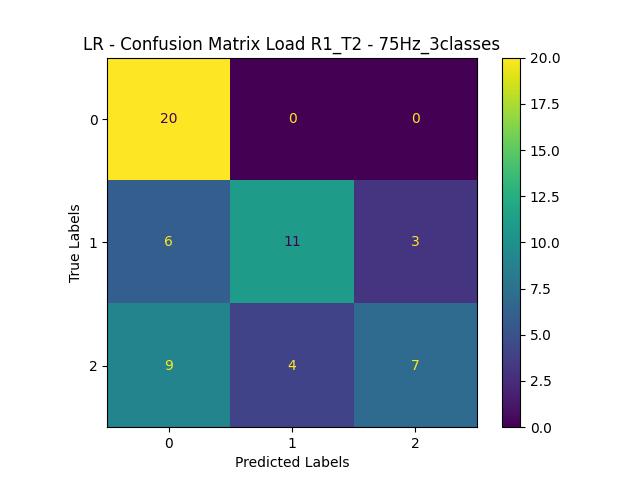 LR - Confusion Matrix Load R1_T2 - 75Hz_3classes
True Labels
0 20 0 0
1 6 11 3
2 9 4 7
0 1 2
Predicted Labels
20.0
17.5
15.0
12.5
10.0
7.5
5.0
2.5
0.0